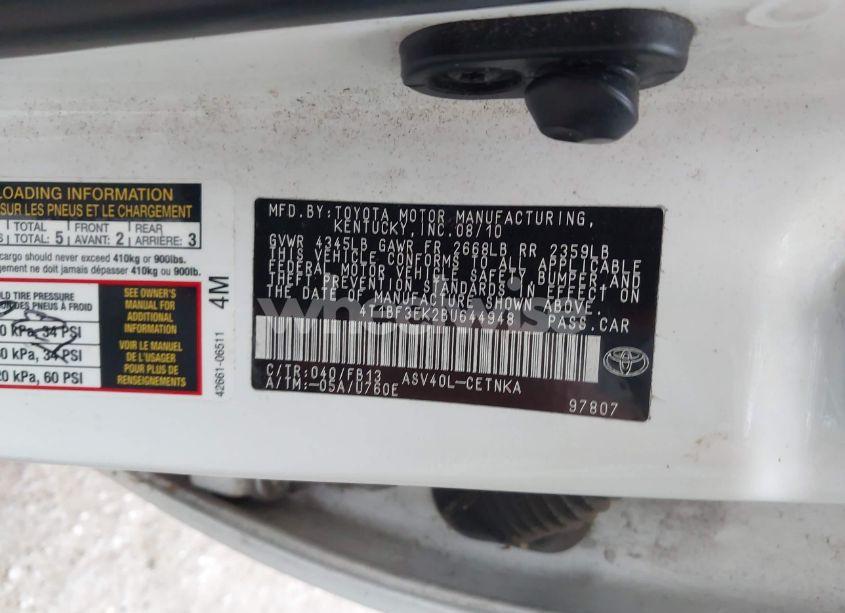 LOADING INFORMATION
SUR LES PNEUS ET LE CHARGEMENT
TOTAL FRONT REAR
TOTAL: 5 AVANT: 2 ARRIÈRE: 3
cargo should never exceed 410kg or 900lbs.
gement ne doit jamais dépasser 410kg ou 900lb.
LD TIRE PRESSURE
DES PNEUS À FROID
0 kPa, 34 PSI
0 kPa, 34 PSI
20 kPa, 60 PSI
SEE OWNER'S
MANUAL FOR
ADDITIONAL
INFORMATION
VOIR LE MANUEL
DE L'USAGER
POUR PLUS DE
RENSEIGNEMENTS
4M
42661-06511
MFD.BY:TOYOTA MOTOR MANUFACTURING,
KENTUCKY, INC.08/10
GVWR 4345LB GAWR FR 2668LB RR 2359LB
THIS VEHICLE CONFORMS TO ALL APPLICABLE
FEDERAL MOTOR VEHICLE SAFETY, BUMPER, AND
THEFT PREVENTION STANDARDS IN EFFECT ON
THE DATE OF MANUFACTURE SHOWN ABOVE.
4T1BF3EK2BU644948 PASS.CAR
C/TR:040/FB13 ASV40L-CETNKA
A/TM:-05A/U760E
97807
TOYOTA